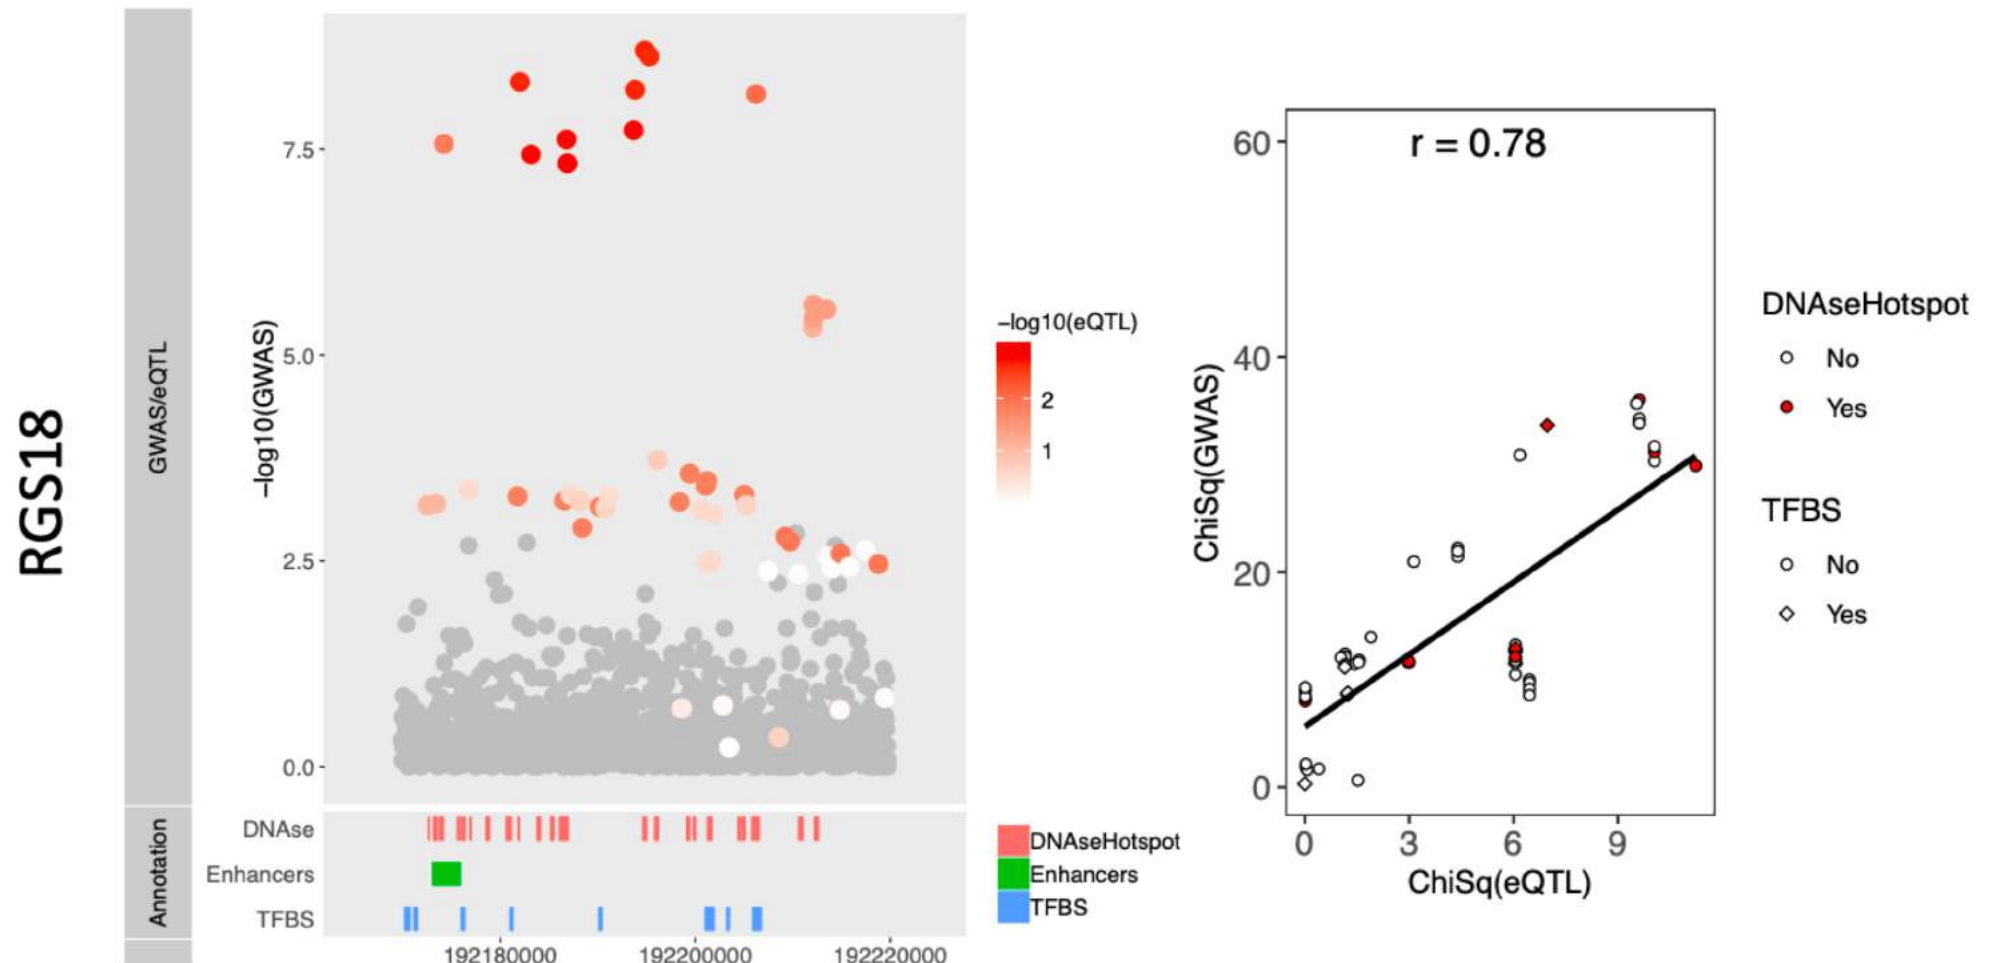 RGS18
GWAS/eQTL
−log10(GWAS)
7.5
5.0
2.5
0.0
−log10(eQTL)
2
1
Annotation
DNAse
Enhancers
TFBS
DNAseHotspot
Enhancers
TFBS
192180000
192200000
192220000
r = 0.78
ChiSq(GWAS)
60
40
20
0
0
3
6
9
ChiSq(eQTL)
DNAseHotspot
No
Yes
TFBS
No
Yes